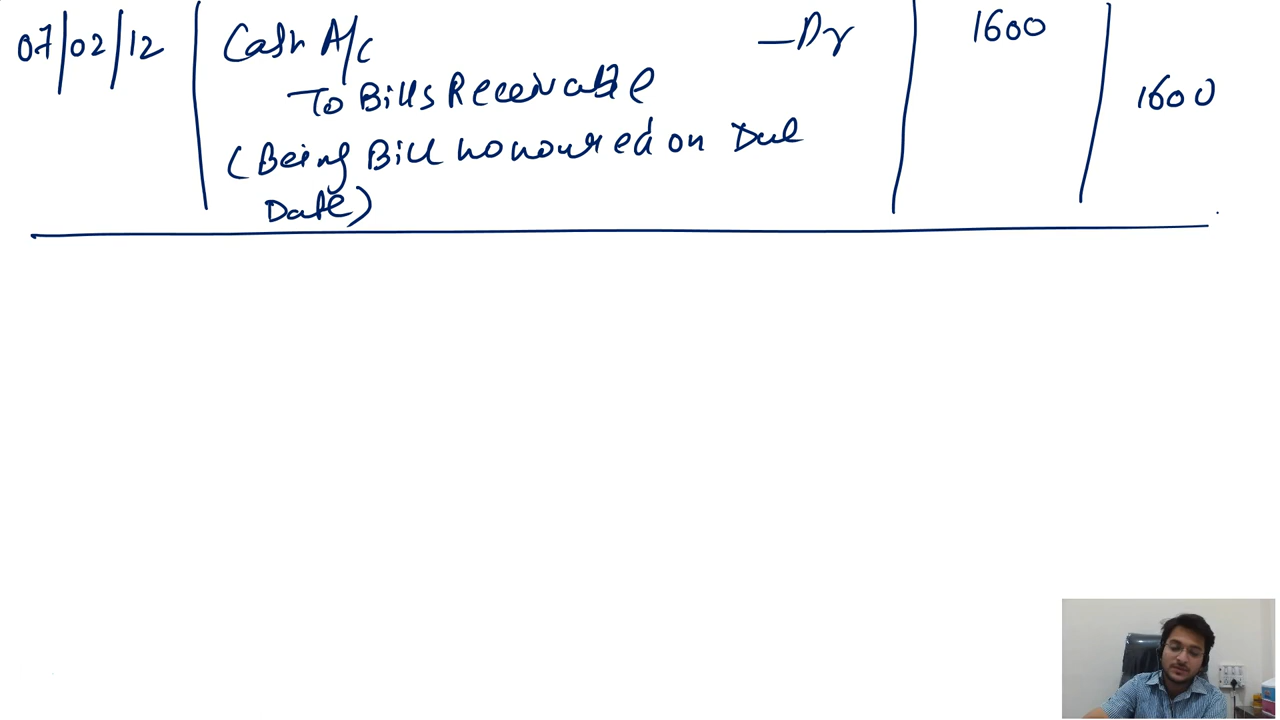 07/02/12 Cash A/c —Dr 1600
To Bills Receivable 1600
(Being Bill honoured on Due
Date)